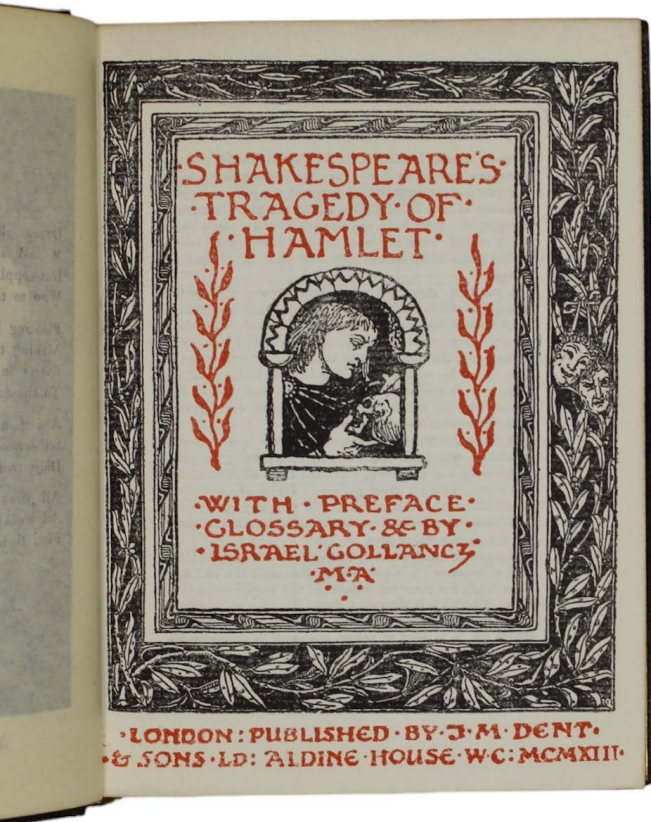 ·SHAKESPEARE'S·
·TRAGEDY·OF·
·HAMLET·
·WITH·PREFACE·
·GLOSSARY·&c·BY·
·ISRAEL·GOLLANCZ·
·M·A·
·LONDON:PUBLISHED·BY·J·M·DENT·
·& SONS·LD: ALDINE·HOUSE·W·C: MCMXIII·